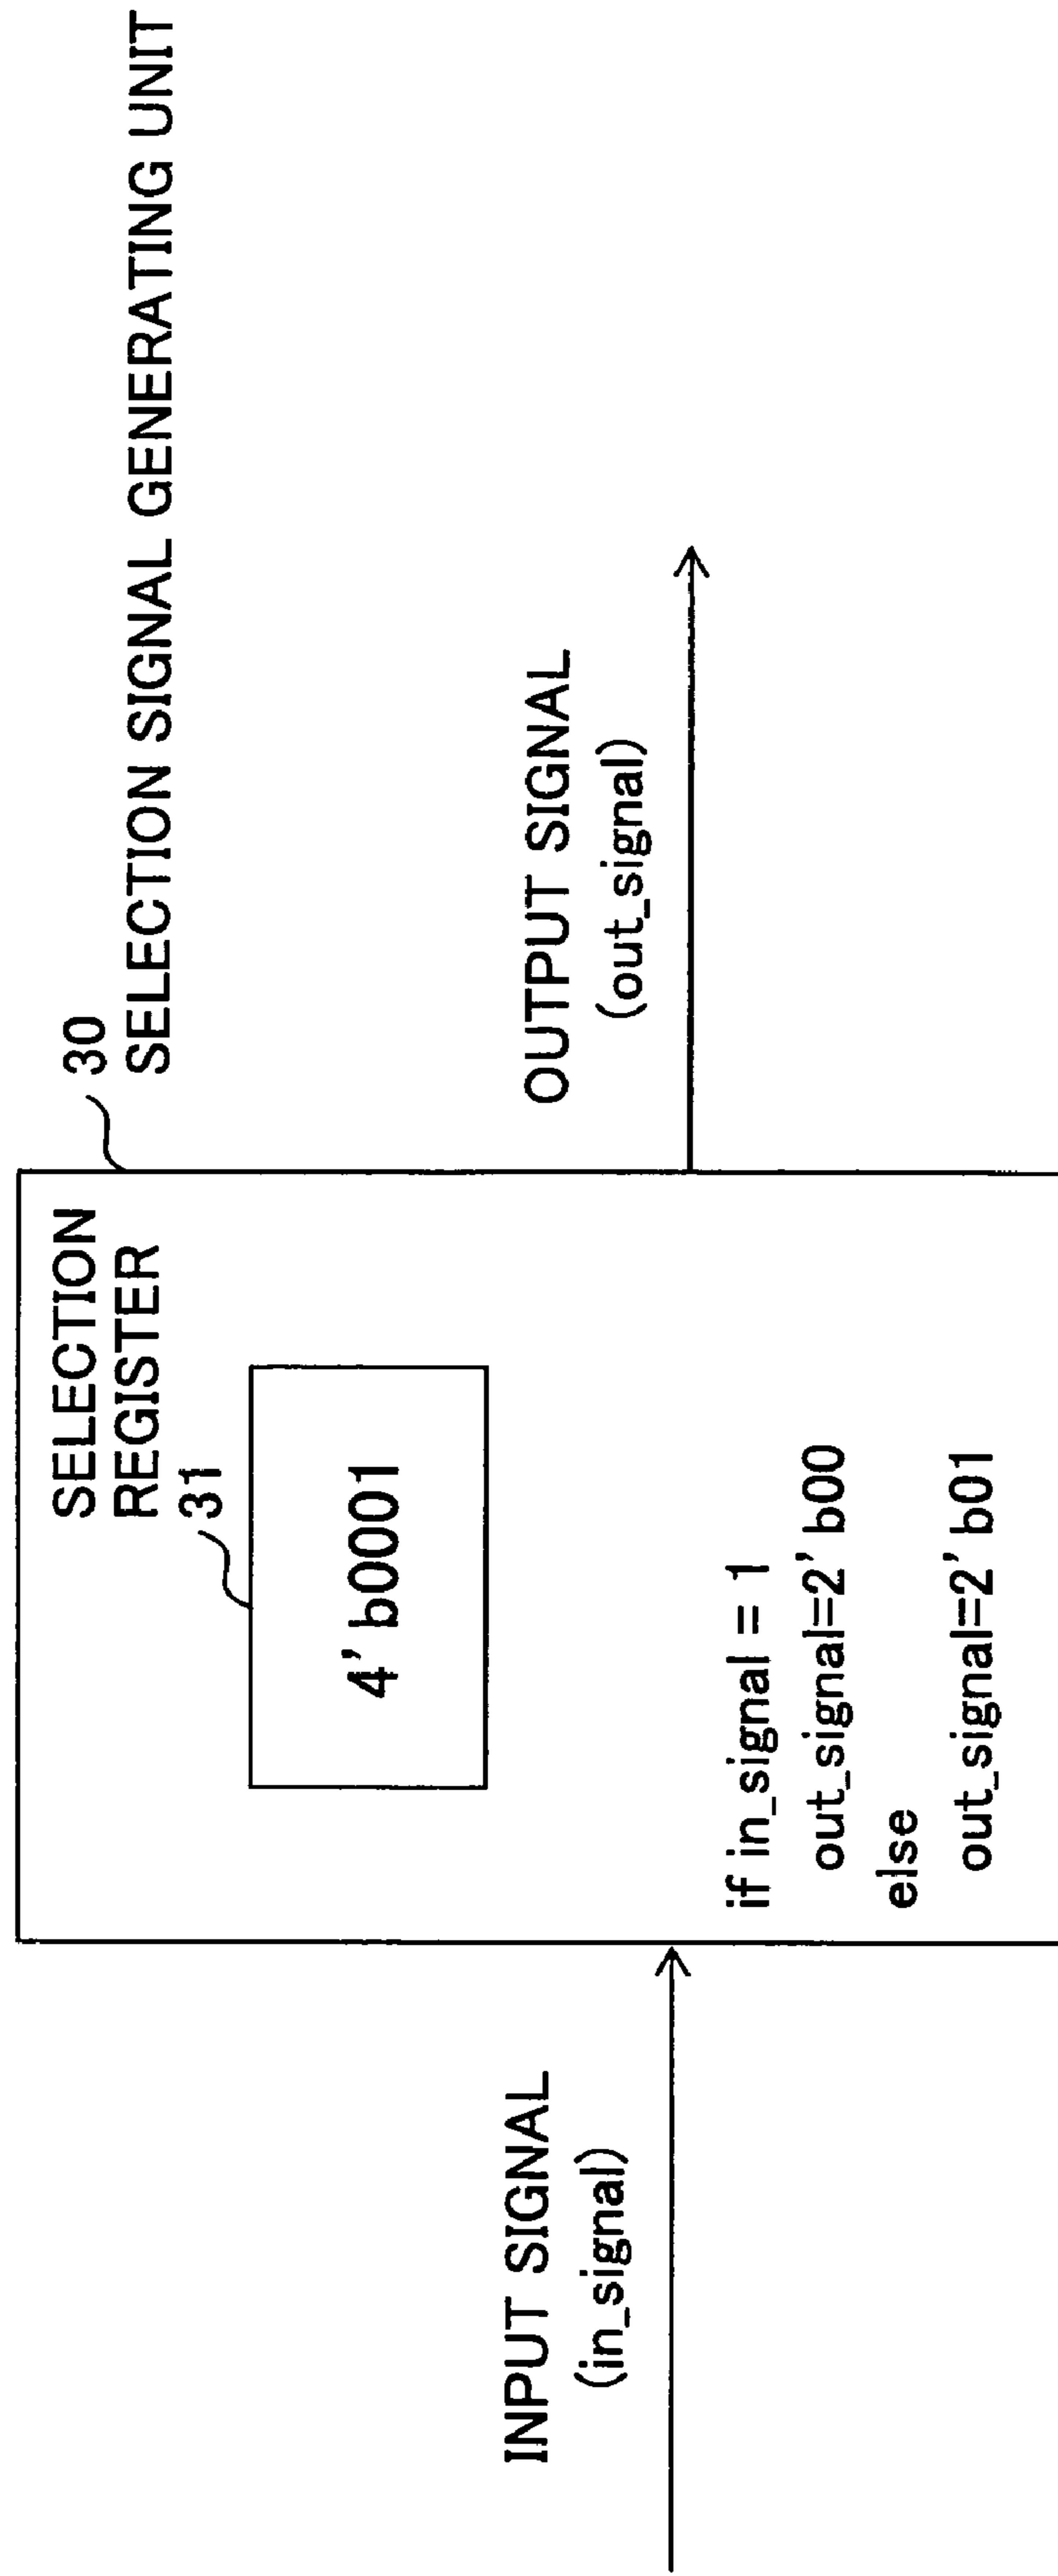 30
SELECTION SIGNAL GENERATING UNIT
SELECTION
REGISTER
31
4' b0001
INPUT SIGNAL
(in_signal)
OUTPUT SIGNAL
(out_signal)
if in_signal = 1
out_signal=2' b00
else
out_signal=2' b01